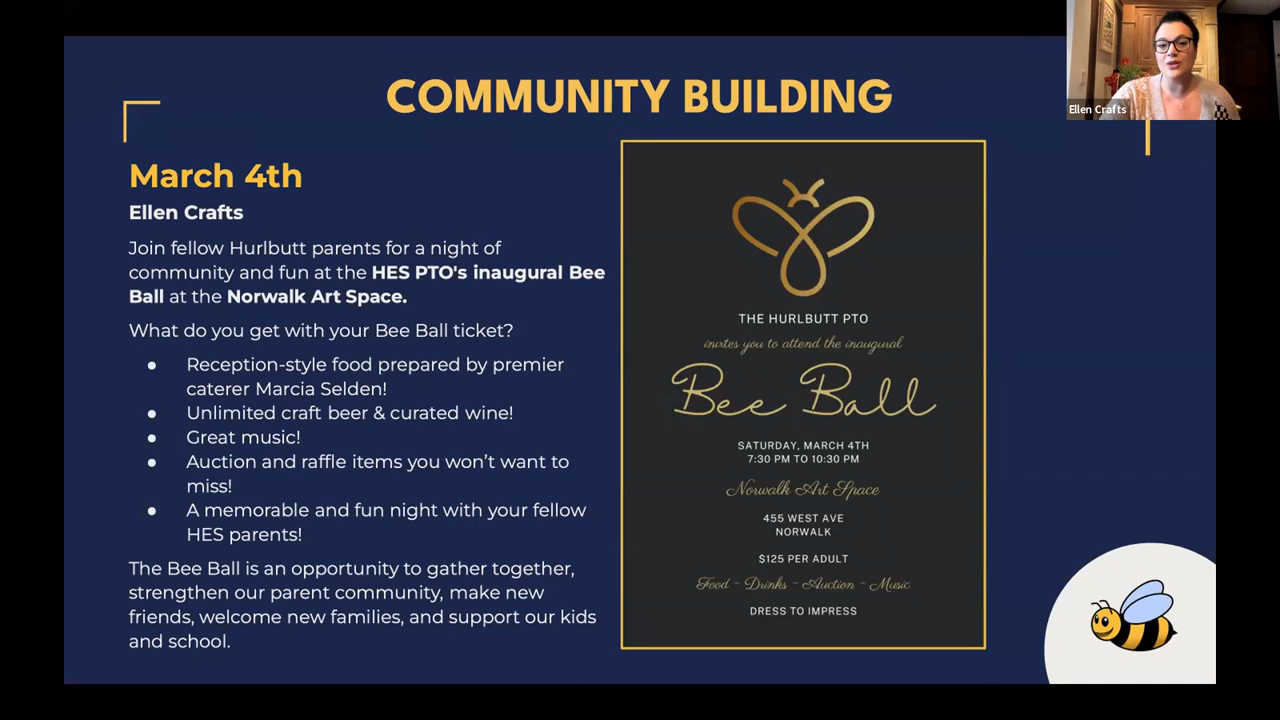 COMMUNITY BUILDING
Ellen Crafts
March 4th
Ellen Crafts
Join fellow Hurlbutt parents for a night of
community and fun at the HES PTO's inaugural Bee
Ball at the Norwalk Art Space.
What do you get with your Bee Ball ticket?
● Reception-style food prepared by premier
caterer Marcia Selden!
● Unlimited craft beer & curated wine!
● Great music!
● Auction and raffle items you won’t want to
miss!
● A memorable and fun night with your fellow
HES parents!
The Bee Ball is an opportunity to gather together,
strengthen our parent community, make new
friends, welcome new families, and support our kids
and school.
THE HURLBUTT PTO
invites you to attend the inaugural
Bee Ball
SATURDAY, MARCH 4TH
7:30 PM TO 10:30 PM
Norwalk Art Space
455 WEST AVE
NORWALK
$125 PER ADULT
Food - Drinks - Auction - Music
DRESS TO IMPRESS